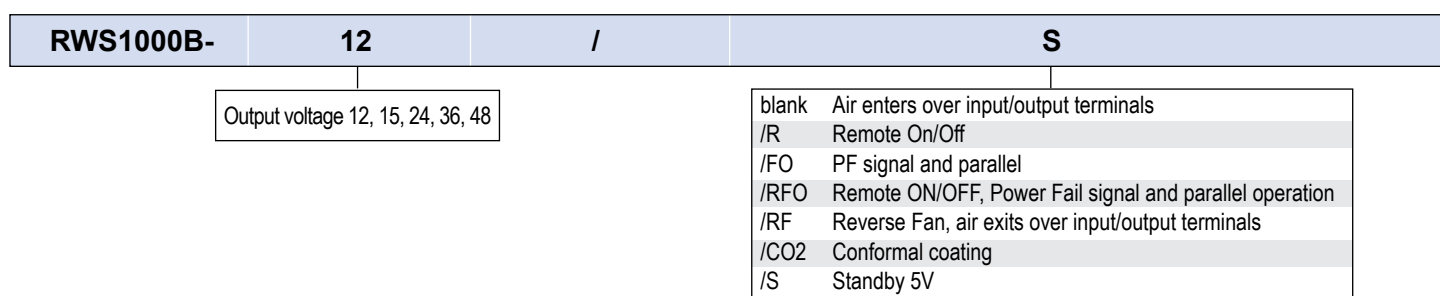 RWS1000B- 12 / S
Output voltage 12, 15, 24, 36, 48
blank Air enters over input/output terminals
/R Remote On/Off
/FO PF signal and parallel
/RFO Remote ON/OFF, Power Fail signal and parallel operation
/RF Reverse Fan, air exits over input/output terminals
/CO2 Conformal coating
/S Standby 5V